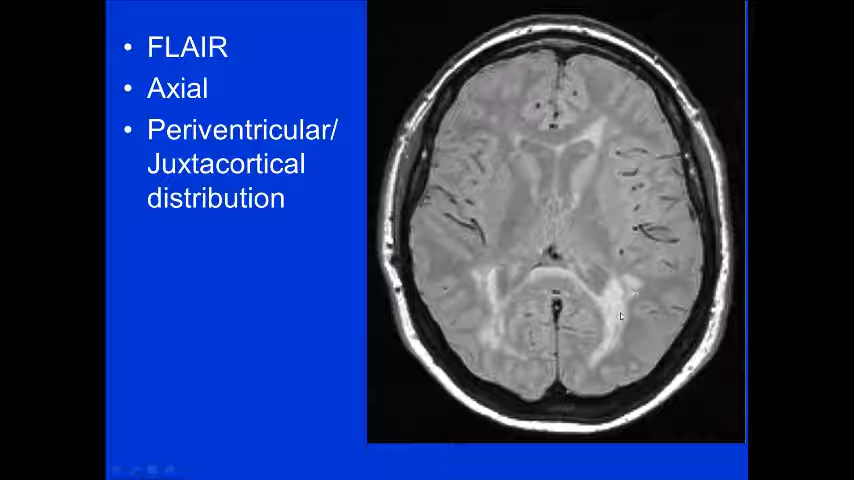 • FLAIR
• Axial
• Periventricular/
Juxtacortical
distribution